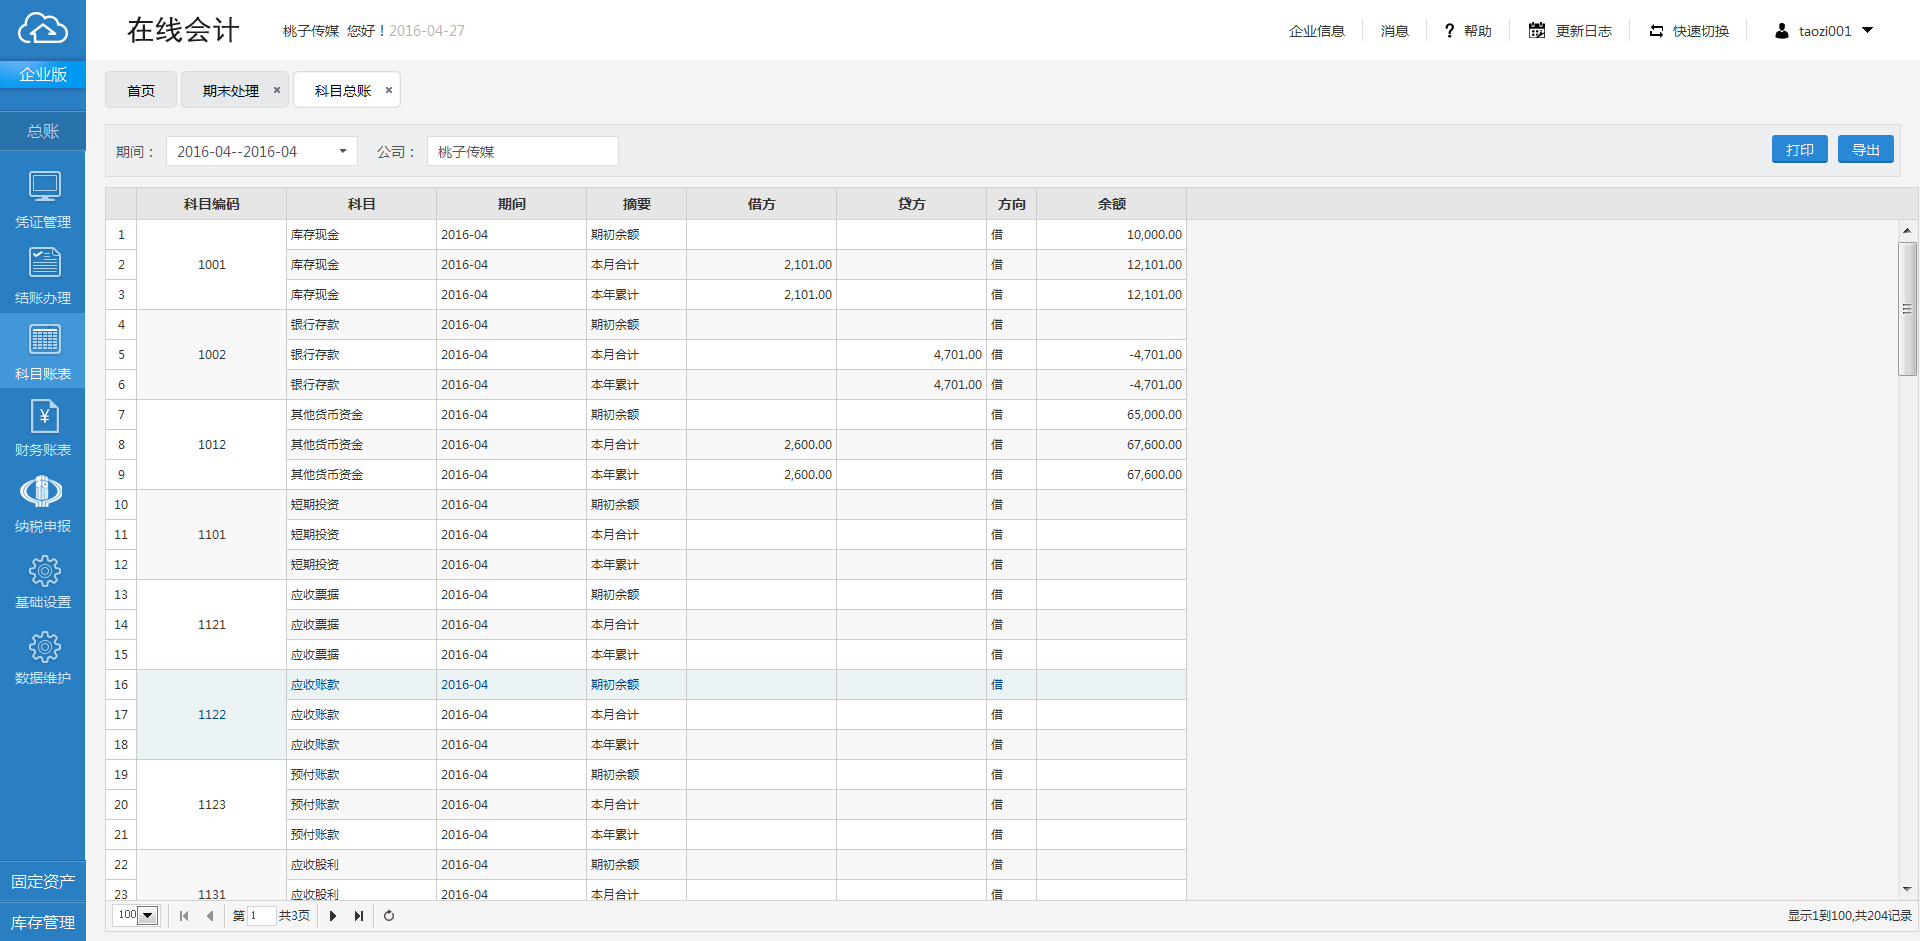 在线会计 桃子传媒 您好！2016-04-27 企业信息 消息 ? 帮助 更新日志 快速切换 taozi001
企业版
首页 期末处理 × 科目总账 ×
总账
期间： 2016-04--2016-04 公司： 桃子传媒 打印 导出
凭证管理
结账办理
科目账表
¥
财务账表
纳税申报
基础设置
数据维护
固定资产
库存管理
科目编码 科目 期间 摘要 借方 贷方 方向 余额
1 库存现金 2016-04 期初余额 借 10,000.00
2 1001 库存现金 2016-04 本月合计 2,101.00 借 12,101.00
3 库存现金 2016-04 本年累计 2,101.00 借 12,101.00
4 银行存款 2016-04 期初余额 借
5 1002 银行存款 2016-04 本月合计 4,701.00 借 -4,701.00
6 银行存款 2016-04 本年累计 4,701.00 借 -4,701.00
7 其他货币资金 2016-04 期初余额 借 65,000.00
8 1012 其他货币资金 2016-04 本月合计 2,600.00 借 67,600.00
9 其他货币资金 2016-04 本年累计 2,600.00 借 67,600.00
10 短期投资 2016-04 期初余额 借
11 1101 短期投资 2016-04 本月合计 借
12 短期投资 2016-04 本年累计 借
13 应收票据 2016-04 期初余额 借
14 1121 应收票据 2016-04 本月合计 借
15 应收票据 2016-04 本年累计 借
16 应收账款 2016-04 期初余额 借
17 1122 应收账款 2016-04 本月合计 借
18 应收账款 2016-04 本年累计 借
19 预付账款 2016-04 期初余额 借
20 1123 预付账款 2016-04 本月合计 借
21 预付账款 2016-04 本年累计 借
22 应收股利 2016-04 期初余额 借
23 1131 应收股利 2016-04 本月合计 借
100 第 1 共3页 显示1到100,共204记录